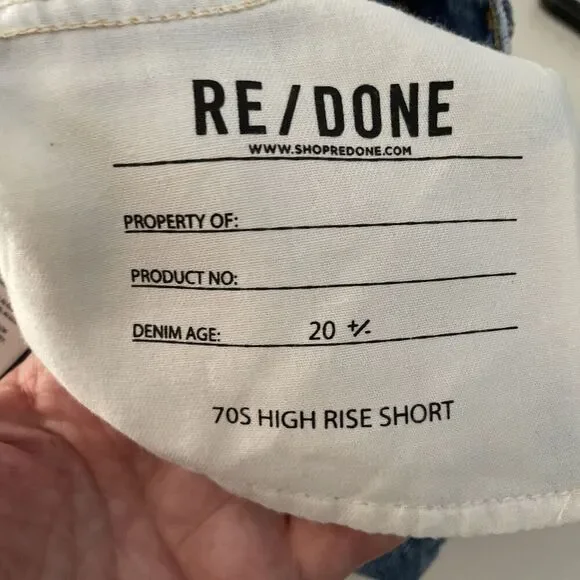 RE/DONE
WWW.SHOPREDONE.COM
PROPERTY OF:
PRODUCT NO:
DENIM AGE: 20 +/-
70S HIGH RISE SHORT